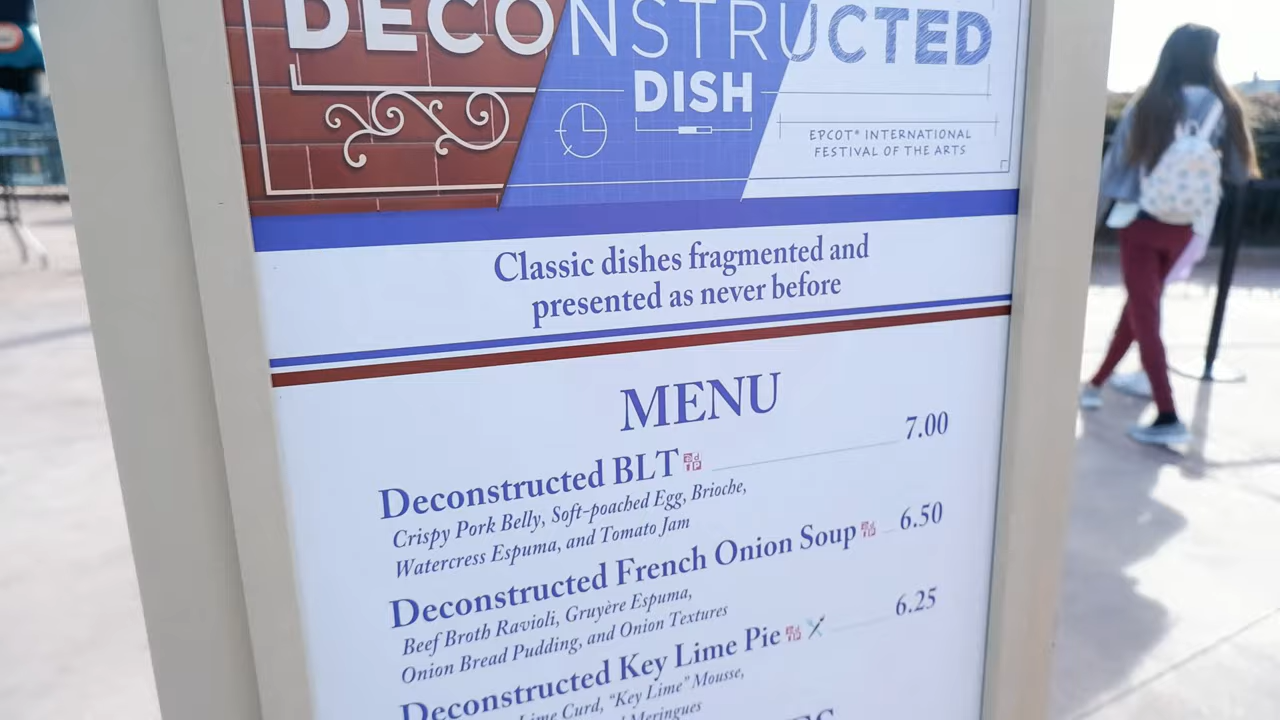 DECONSTRUCTED
DISH
EPCOT® INTERNATIONAL
FESTIVAL OF THE ARTS
Classic dishes fragmented and
presented as never before
MENU
Deconstructed BLT 7.00
Crispy Pork Belly, Soft-poached Egg, Brioche,
Watercress Espuma, and Tomato Jam
Deconstructed French Onion Soup 6.50
Beef Broth Ravioli, Gruyère Espuma,
Onion Bread Pudding, and Onion Textures
Deconstructed Key Lime Pie 6.25
Lime Curd, "Key Lime" Mousse,
Meringues